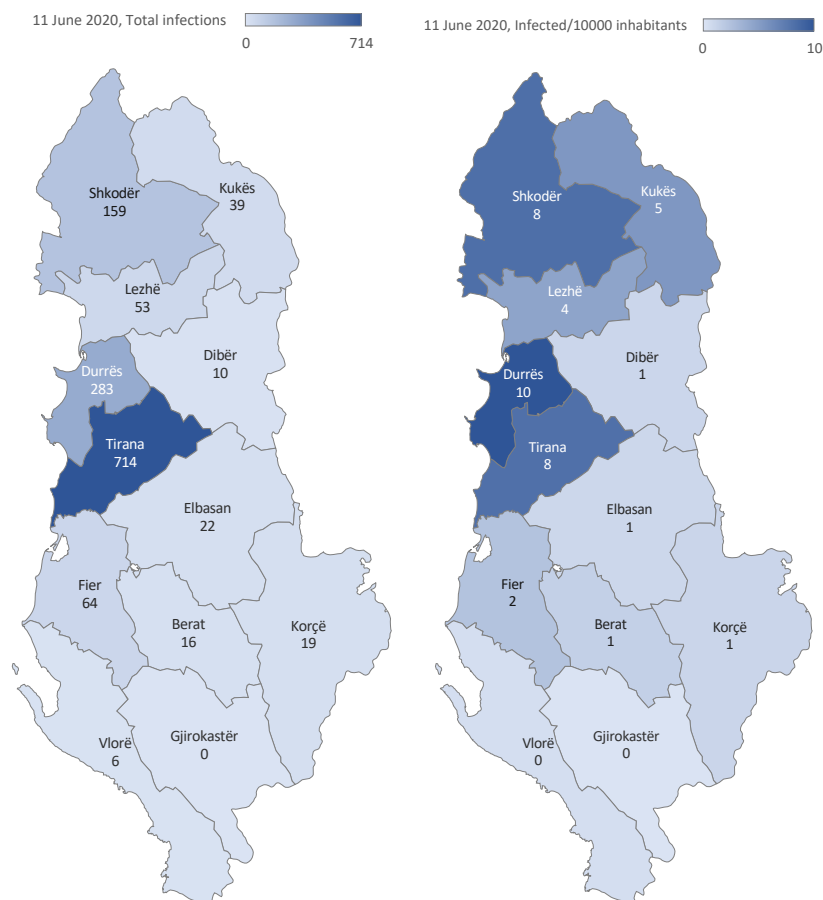 11 June 2020, Total infections
0
714
Shkodër
159
Kukës
39
Lezhë
53
Dibër
10
Durrës
283
Tirana
714
Elbasan
22
Fier
64
Berat
16
Korçë
19
Vlorë
6
Gjirokastër
0
11 June 2020, Infected/10000 inhabitants
0
10
Shkodër
8
Kukës
5
Lezhë
4
Dibër
1
Durrës
10
Tirana
8
Elbasan
1
Fier
2
Berat
1
Korçë
1
Vlorë
0
Gjirokastër
0